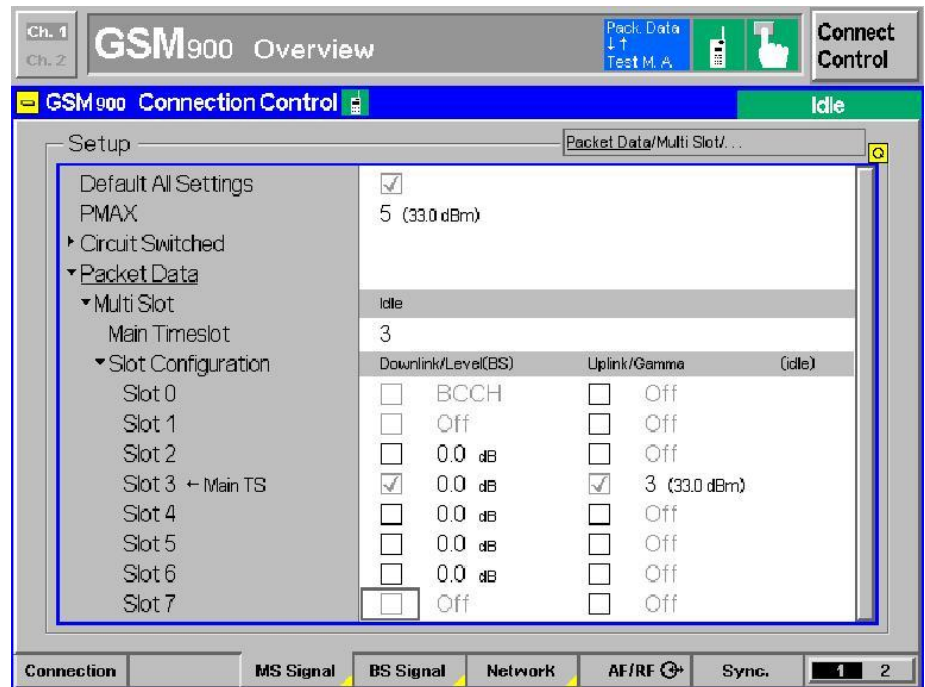 Ch. 1
Ch. 2
GSM900 Overview
Pack. Data
↓↑
Test M. A.
Connect
Control
GSM900 Connection Control
Idle
Setup
Packet Data/Multi Slot/...
Q
Default All Settings
PMAX 5 (33.0 dBm)
Circuit Switched
Packet Data
Multi Slot Idle
Main Timeslot 3
Slot Configuration Downlink/Level(BS) Uplink/Gamma (idle)
Slot 0 BCCH Off
Slot 1 Off Off
Slot 2 0.0 dB Off
Slot 3 ← Main TS 0.0 dB 3 (33.0 dBm)
Slot 4 0.0 dB Off
Slot 5 0.0 dB Off
Slot 6 0.0 dB Off
Slot 7 Off Off
Connection MS Signal BS Signal Network AF/RF Sync. 1 2